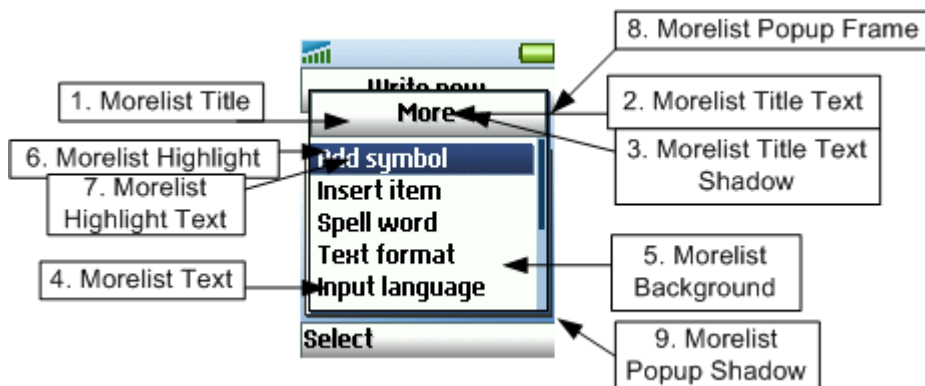 8. Morelist Popup Frame
Write new
1. Morelist Title
More
2. Morelist Title Text
3. Morelist Title Text
Shadow
6. Morelist Highlight
Add symbol
7. Morelist
Highlight Text
Insert item
Spell word
Text format
5. Morelist
Background
4. Morelist Text
Input language
Select
9. Morelist
Popup Shadow